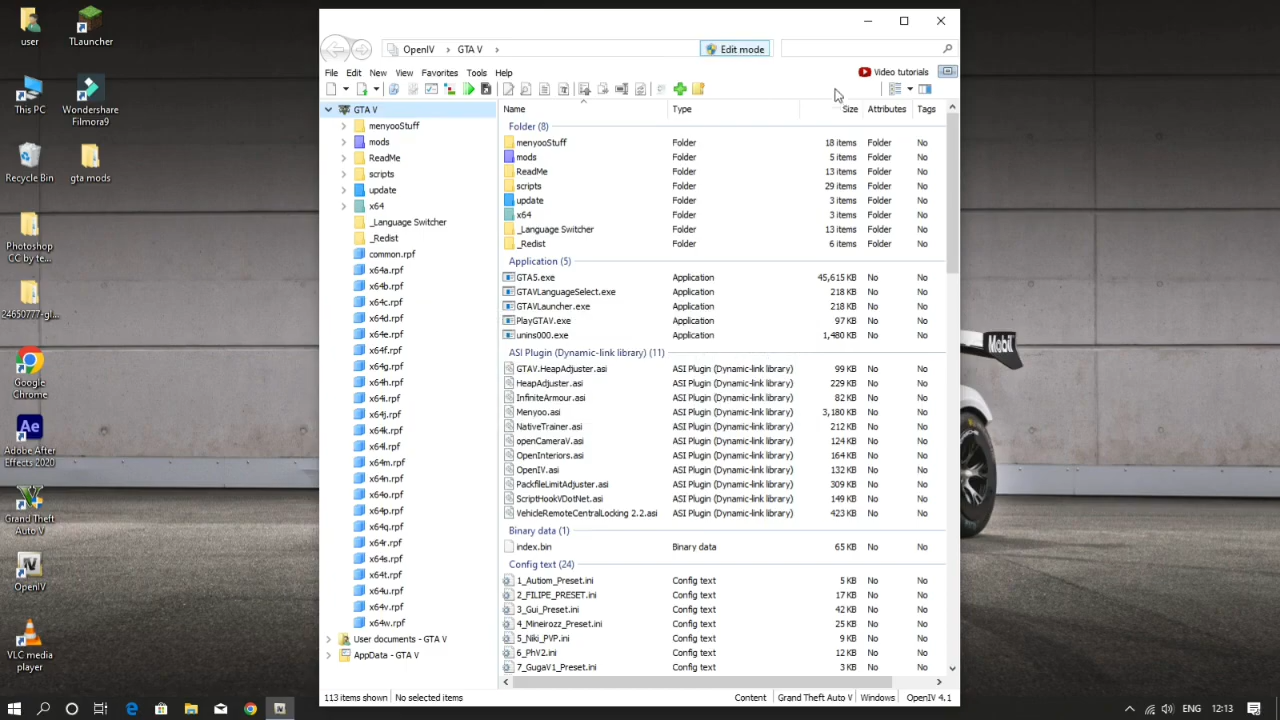 user
TLauncher
This PC
Wondershare
Filmora9
Recycle Bin
gta mods
Photoshop
CC by te...
24650777-gl...
Google
Chrome
Adobe After
Effects 2020
Grand Theft
Auto V
OpenIV
VLC media
player
OpenIV › GTA V ›
Edit mode
File Edit New View Favorites Tools Help
Video tutorials
GTA V
menyooStuff
mods
ReadMe
scripts
update
x64
_Language Switcher
_Redist
common.rpf
x64a.rpf
x64b.rpf
x64c.rpf
x64d.rpf
x64e.rpf
x64f.rpf
x64g.rpf
x64h.rpf
x64i.rpf
x64j.rpf
x64k.rpf
x64l.rpf
x64m.rpf
x64n.rpf
x64o.rpf
x64p.rpf
x64q.rpf
x64r.rpf
x64s.rpf
x64t.rpf
x64u.rpf
x64v.rpf
x64w.rpf
User documents - GTA V
AppData - GTA V
Name Type Size Attributes Tags
Folder (8)
menyooStuff Folder 18 items Folder No
mods Folder 5 items Folder No
ReadMe Folder 13 items Folder No
scripts Folder 29 items Folder No
update Folder 3 items Folder No
x64 Folder 3 items Folder No
_Language Switcher Folder 13 items Folder No
_Redist Folder 6 items Folder No
Application (5)
GTA5.exe Application 45,615 KB No No
GTAVLanguageSelect.exe Application 218 KB No No
GTAVLauncher.exe Application 218 KB No No
PlayGTAV.exe Application 97 KB No No
unins000.exe Application 1,480 KB No No
ASI Plugin (Dynamic-link library) (11)
GTAV.HeapAdjuster.asi ASI Plugin (Dynamic-link library) 99 KB No No
HeapAdjuster.asi ASI Plugin (Dynamic-link library) 229 KB No No
InfiniteArmour.asi ASI Plugin (Dynamic-link library) 82 KB No No
Menyoo.asi ASI Plugin (Dynamic-link library) 3,180 KB No No
NativeTrainer.asi ASI Plugin (Dynamic-link library) 212 KB No No
openCameraV.asi ASI Plugin (Dynamic-link library) 124 KB No No
OpenInteriors.asi ASI Plugin (Dynamic-link library) 164 KB No No
OpenIV.asi ASI Plugin (Dynamic-link library) 132 KB No No
PackfileLimitAdjuster.asi ASI Plugin (Dynamic-link library) 309 KB No No
ScriptHookVDotNet.asi ASI Plugin (Dynamic-link library) 149 KB No No
VehicleRemoteCentralLocking 2.2.asi ASI Plugin (Dynamic-link library) 423 KB No No
Binary data (1)
index.bin Binary data 65 KB No No
Config text (24)
1_Autiom_Preset.ini Config text 5 KB No No
2_FILIPE_PRESET.ini Config text 17 KB No No
3_Gui_Preset.ini Config text 42 KB No No
4_Mineirozz_Preset.ini Config text 25 KB No No
5_Niki_PVP.ini Config text 9 KB No No
6_PhV2.ini Config text 12 KB No No
7_GugaV1_Preset.ini Config text 3 KB No No
113 items shown No selected items Content Grand Theft Auto V Windows OpenIV 4.1
Mobil
ENG 12:13